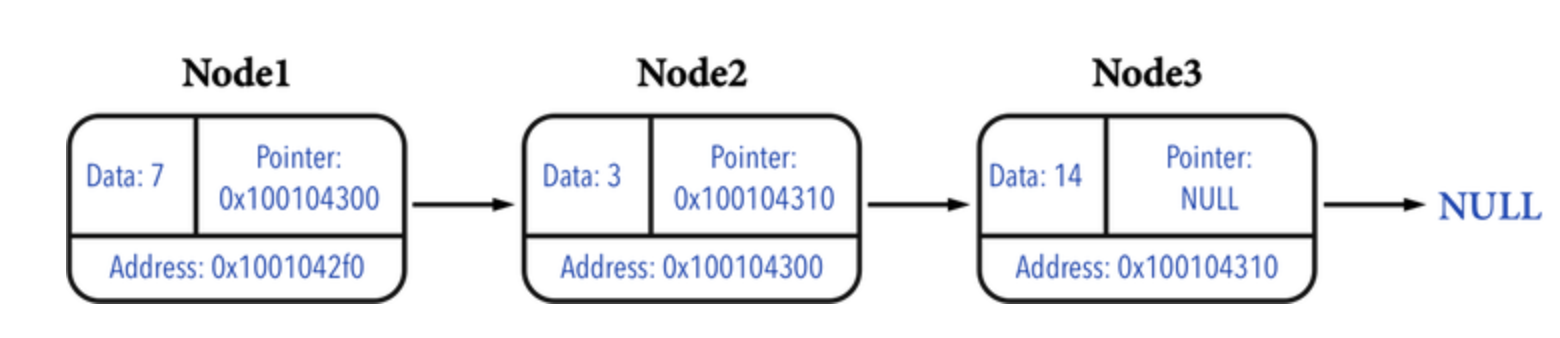 Node1
Node2
Node3
Data: 7
Pointer:
0x100104300
Address: 0x1001042f0
Data: 3
Pointer:
0x100104310
Address: 0x100104300
Data: 14
Pointer:
NULL
Address: 0x100104310
NULL